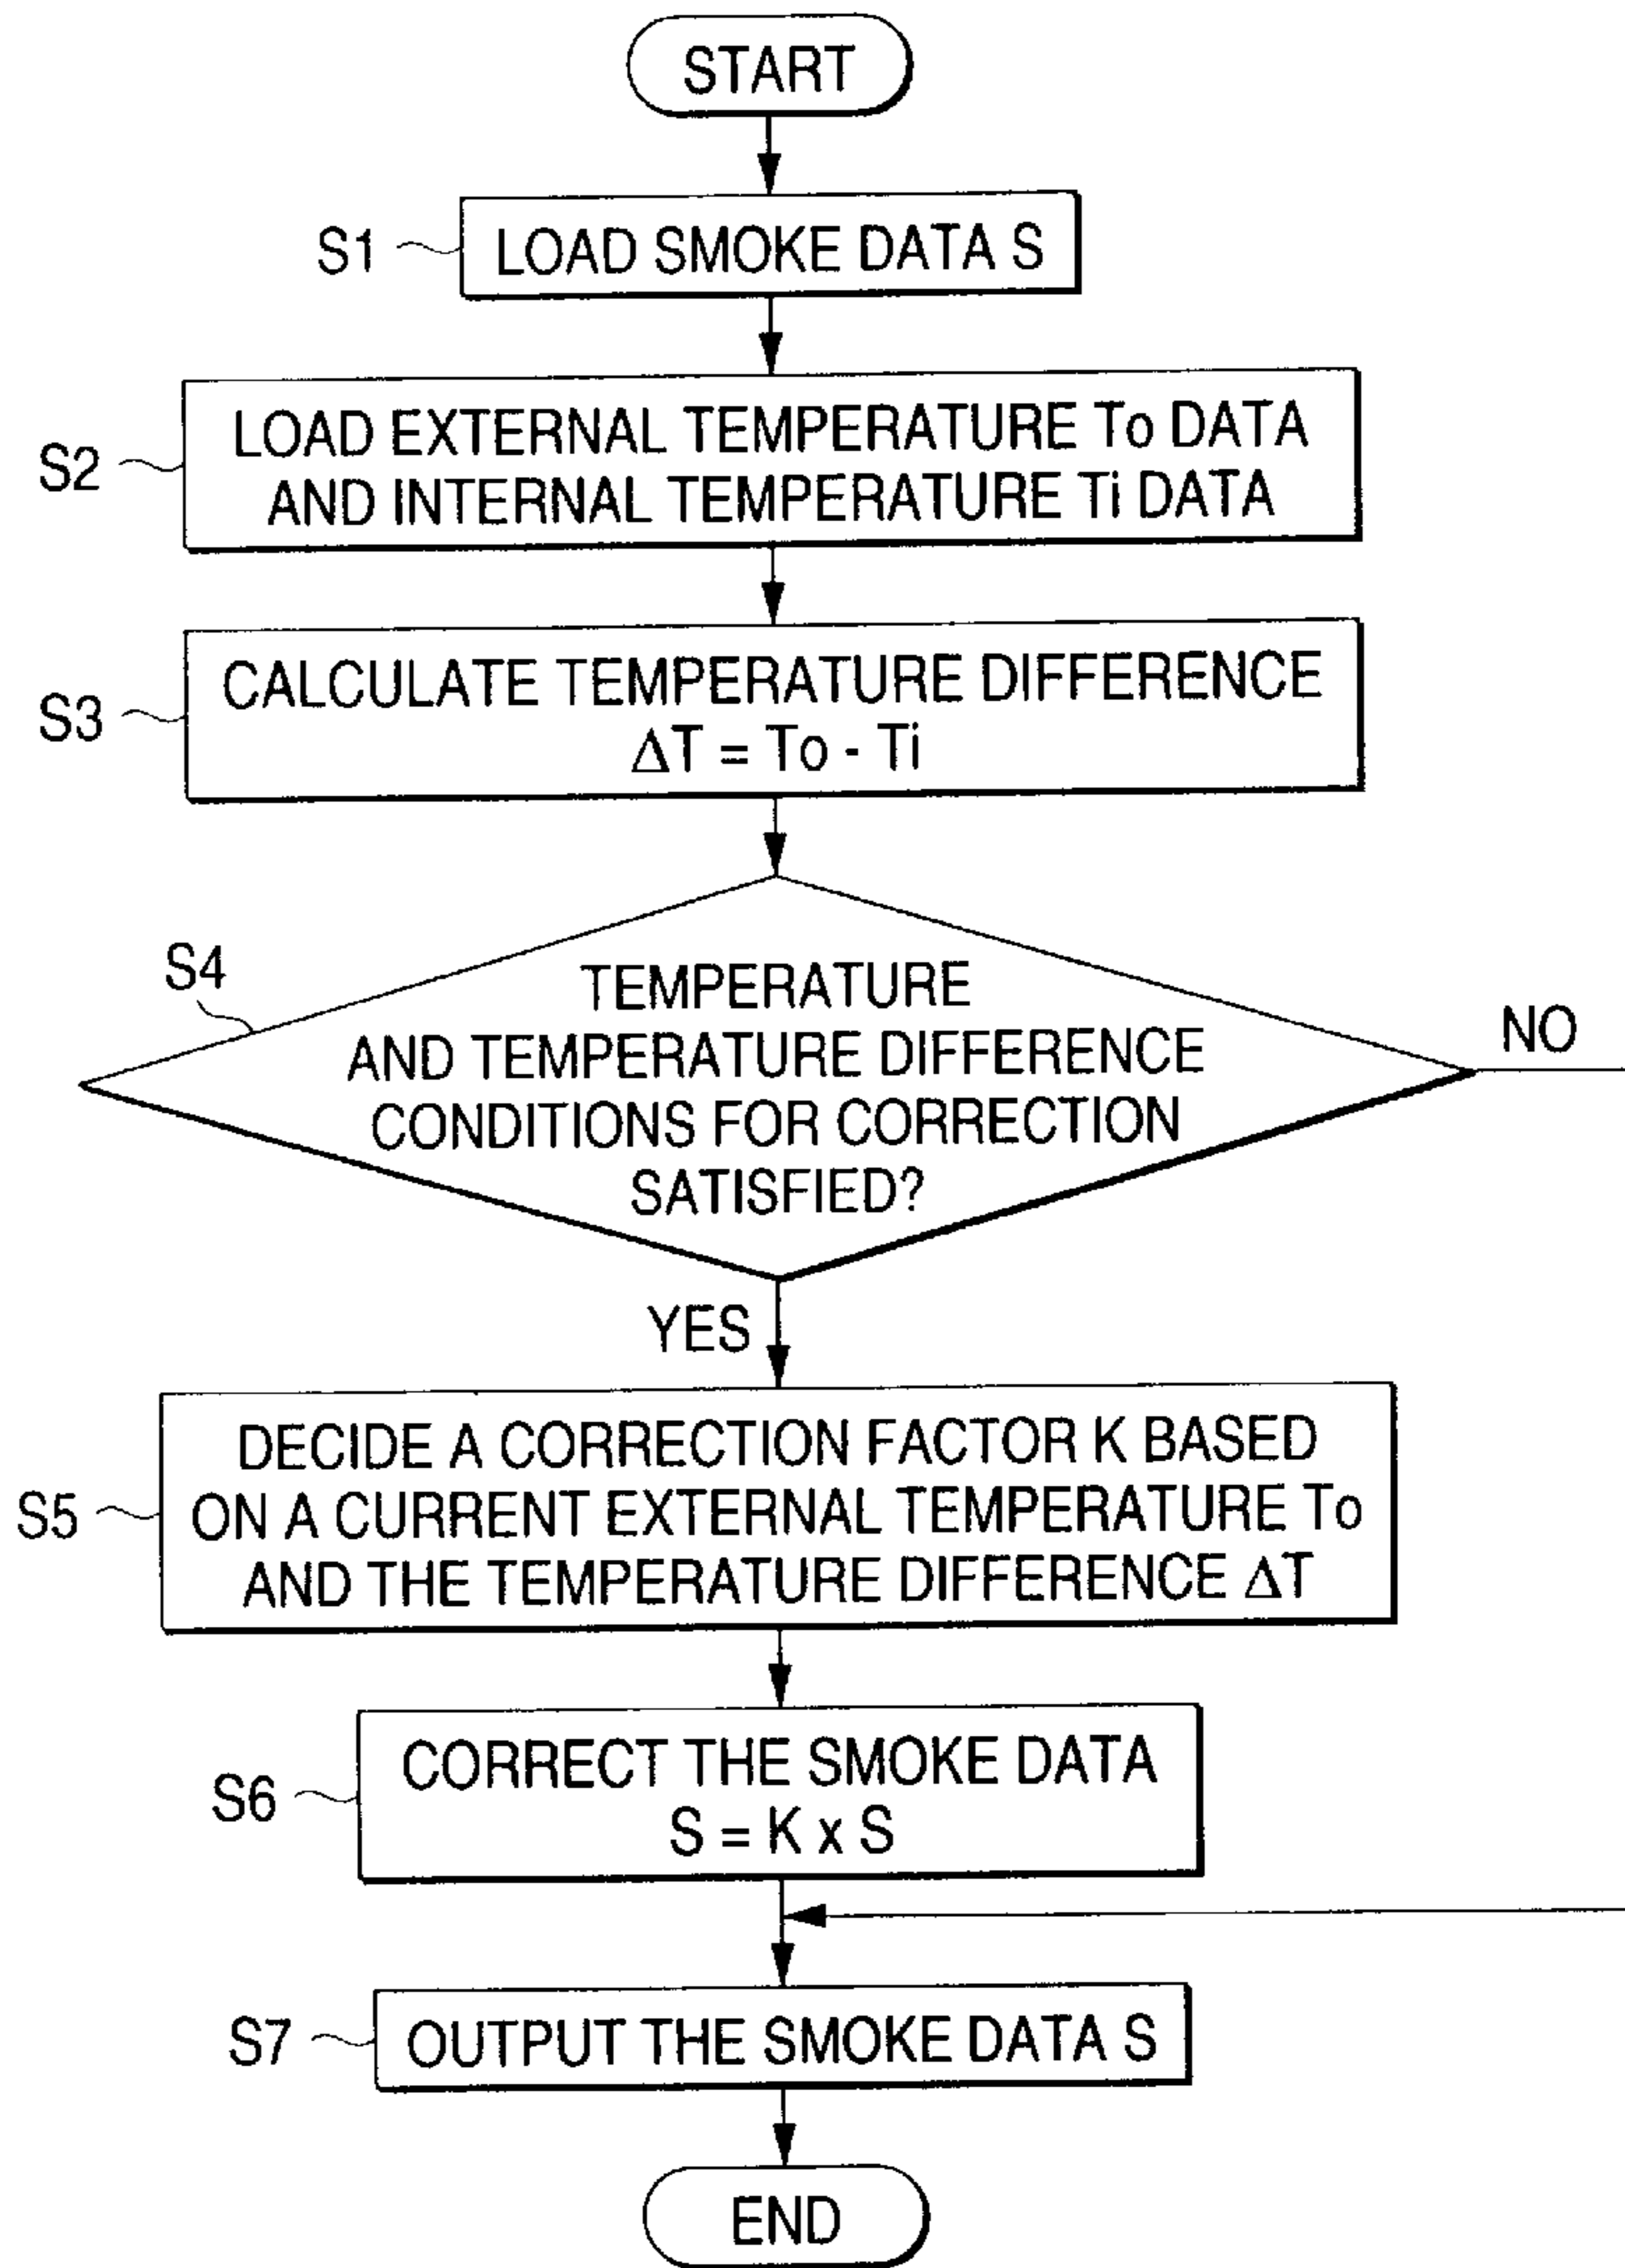 START
S1
LOAD SMOKE DATA S
S2
LOAD EXTERNAL TEMPERATURE To DATA
AND INTERNAL TEMPERATURE Ti DATA
S3
CALCULATE TEMPERATURE DIFFERENCE
ΔT = To - Ti
S4
TEMPERATURE
AND TEMPERATURE DIFFERENCE
CONDITIONS FOR CORRECTION
SATISFIED?
NO
YES
S5
DECIDE A CORRECTION FACTOR K BASED
ON A CURRENT EXTERNAL TEMPERATURE To
AND THE TEMPERATURE DIFFERENCE ΔT
S6
CORRECT THE SMOKE DATA
S = K x S
S7
OUTPUT THE SMOKE DATA S
END